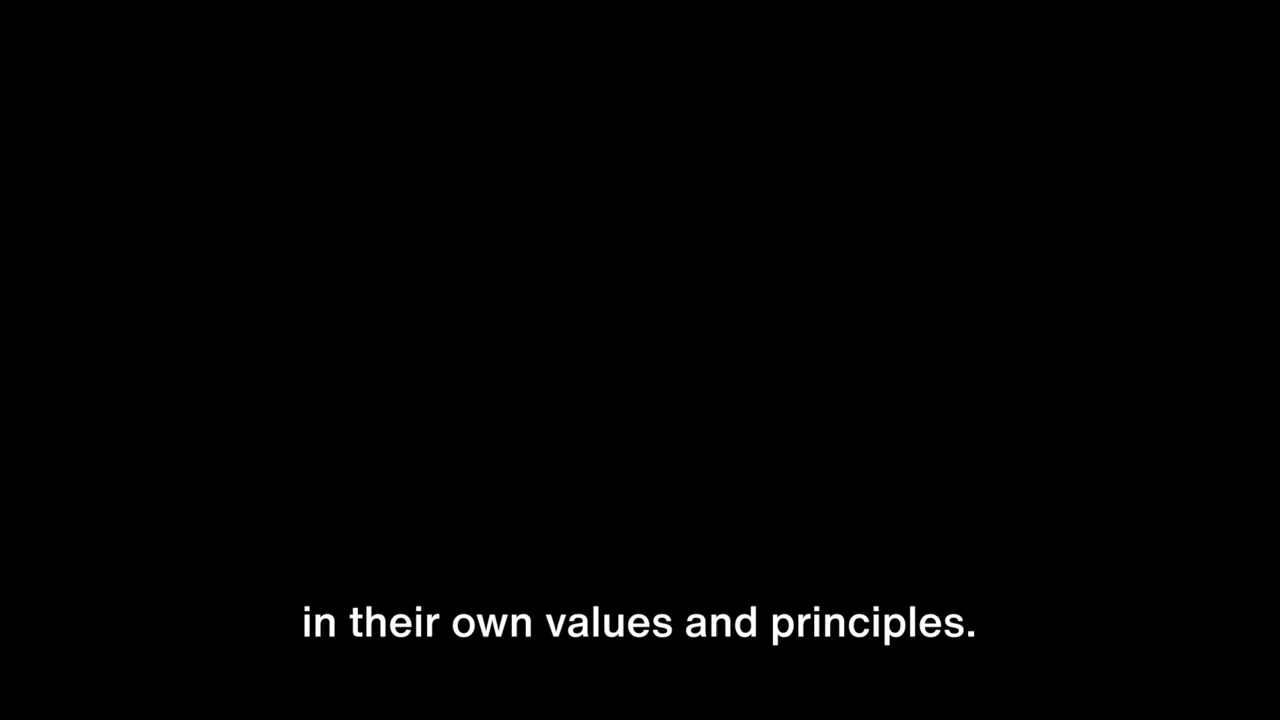 in their own values and principles.